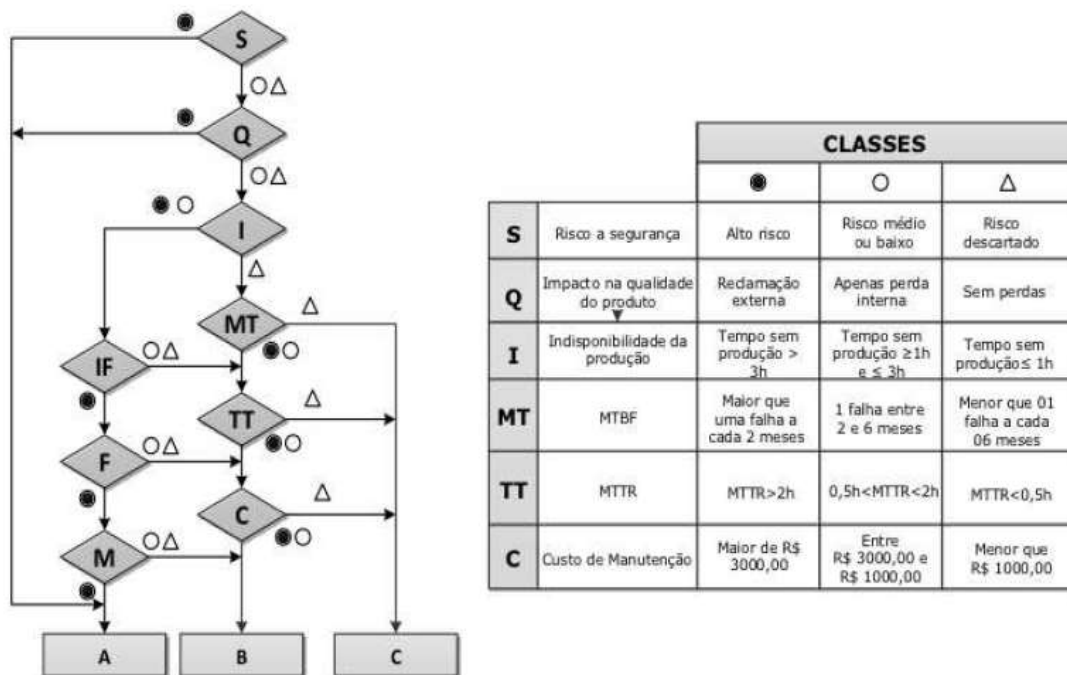 S
Q
I
MT
IF
TT
F
C
M
A
B
C
CLASSES
S
Risco a segurança
Alto risco
Risco médio
ou baixo
Risco
descartado
Q
Impacto na qualidade
do produto
Reclamação
externa
Apenas perda
interna
Sem perdas
I
Indisponibilidade da
produção
Tempo sem
produção >
3h
Tempo sem
produção ≥1h
e ≤ 3h
Tempo sem
produção≤ 1h
MT
MTBF
Maior que
uma falha a
cada 2 meses
1 falha entre
2 e 6 meses
Menor que 01
falha a cada
06 meses
TT
MTTR
MTTR>2h
0,5h<MTTR<2h
MTTR<0,5h
C
Custo de Manutenção
Maior de R$
3000,00
Entre
R$ 3000,00 e
R$ 1000,00
Menor que
R$ 1000,00